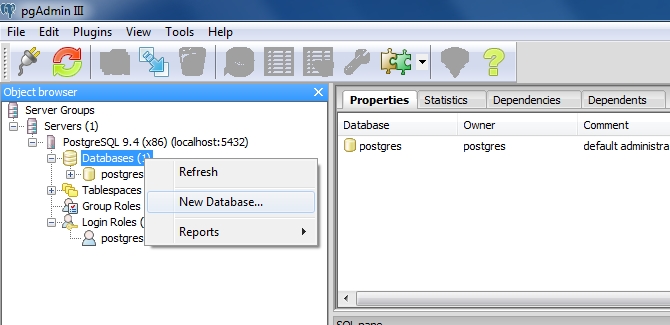 pgAdmin III
File Edit Plugins View Tools Help
Object browser
Server Groups
Servers (1)
PostgreSQL 9.4 (x86) (localhost:5432)
Databases (1)
postgres
Tablespaces
Group Roles
Login Roles (
postgres
Refresh
New Database...
Reports
Properties Statistics Dependencies Dependents
Database Owner Comment
postgres postgres default administra
SQL pane